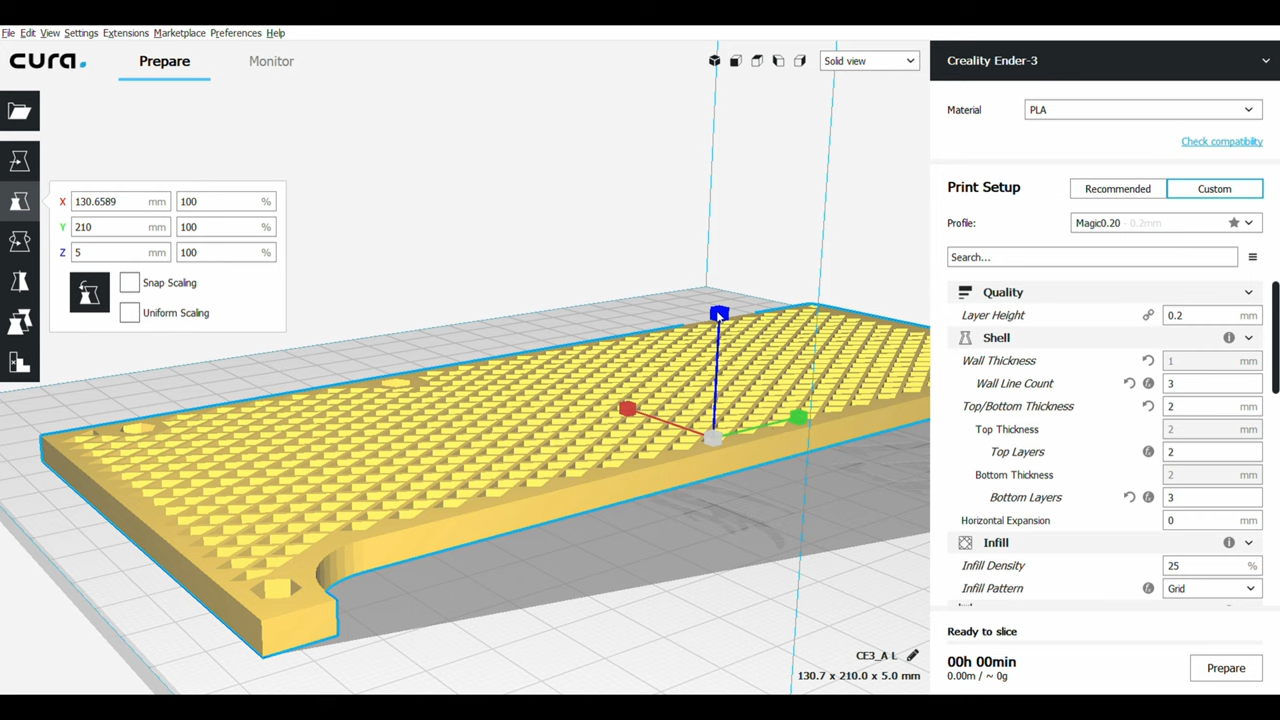 File Edit View Settings Extensions Marketplace Preferences Help
cura. Prepare Monitor Solid view
X 130.6589 mm 100 %
Y 210 mm 100 %
Z 5 mm 100 %
Snap Scaling
Uniform Scaling
CE3_A L
130.7 x 210.0 x 5.0 mm
Creality Ender-3
Material PLA
Check compatibility
Print Setup Recommended Custom
Profile: Magic0.20 - 0.2mm
Search...
Quality
Layer Height 0.2 mm
Shell
Wall Thickness 1 mm
Wall Line Count 3
Top/Bottom Thickness 2 mm
Top Thickness 2 mm
Top Layers 2
Bottom Thickness 2 mm
Bottom Layers 3
Horizontal Expansion 0 mm
Infill
Infill Density 25 %
Infill Pattern Grid
Ready to slice
00h 00min
0.00m / ~ 0g
Prepare